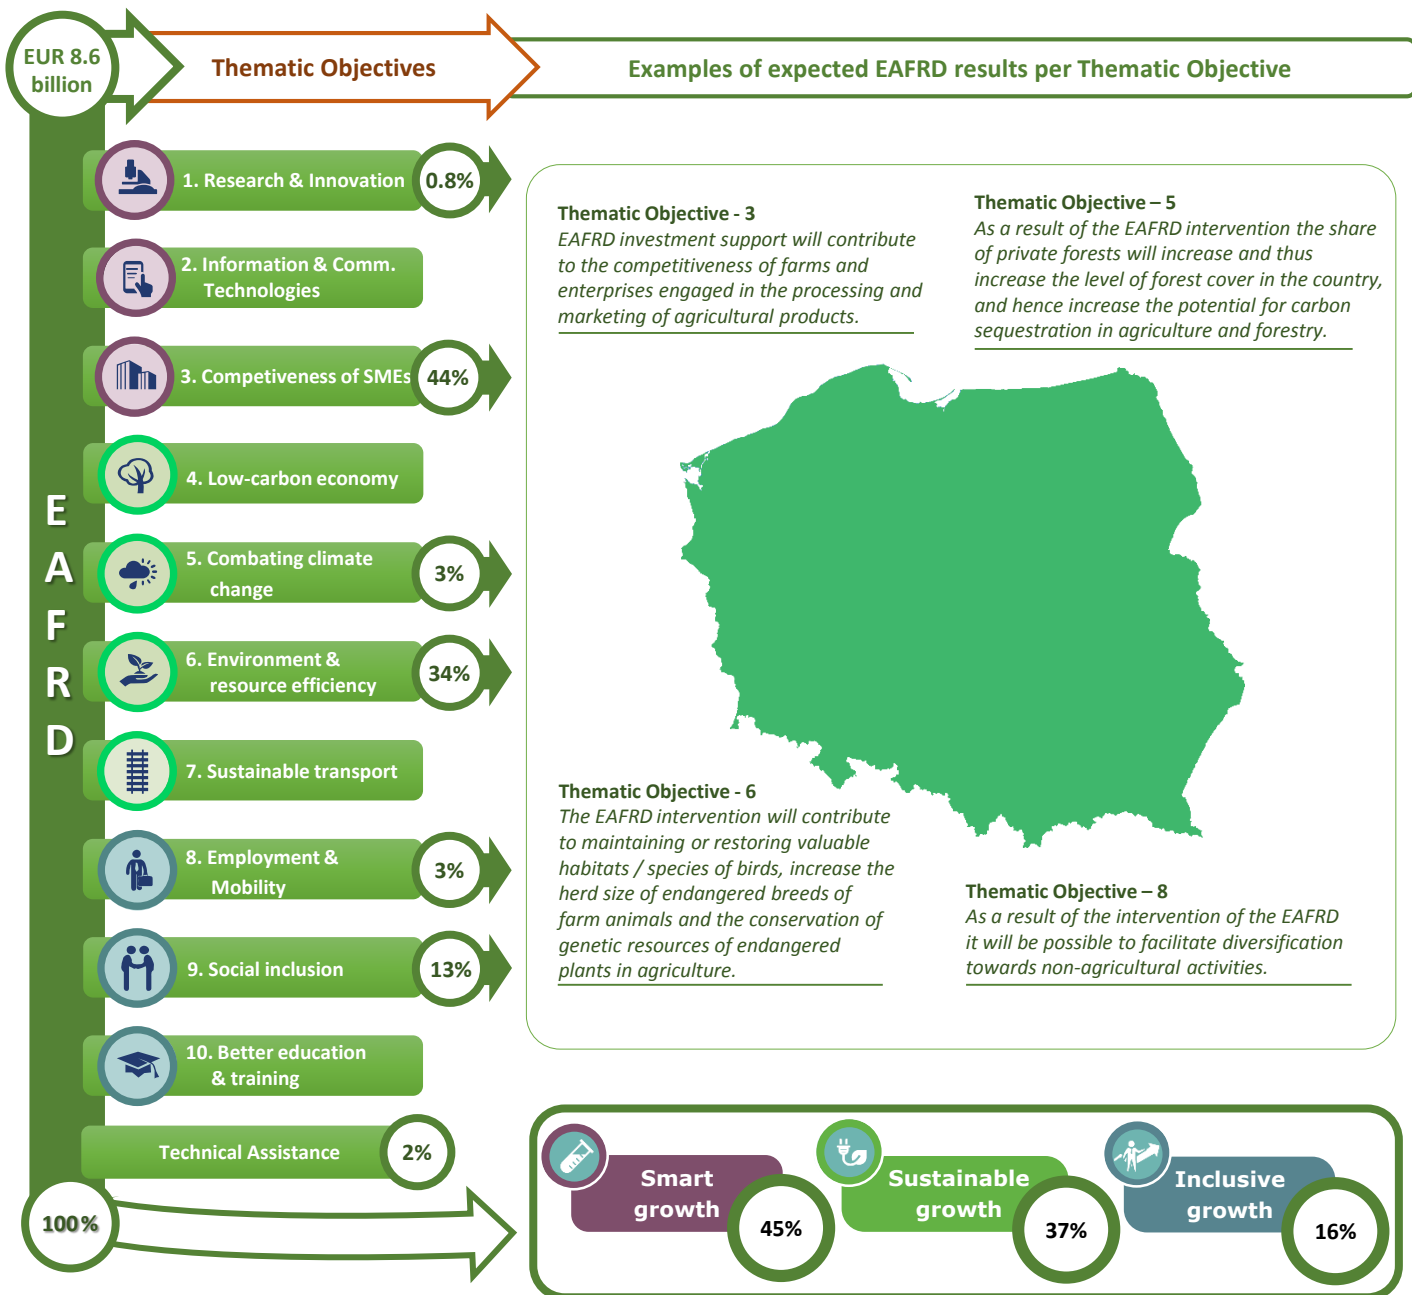 EUR 8.6
billion
Thematic Objectives
Examples of expected EAFRD results per Thematic Objective
E
A
F
R
D
1. Research & Innovation
0.8%
2. Information & Comm.
Technologies
3. Competiveness of SMEs
44%
4. Low-carbon economy
5. Combating climate
change
3%
6. Environment &
resource efficiency
34%
7. Sustainable transport
8. Employment &
Mobility
3%
9. Social inclusion
13%
10. Better education
& training
Technical Assistance
2%
100%
Thematic Objective - 3
EAFRD investment support will contribute
to the competitiveness of farms and
enterprises engaged in the processing and
marketing of agricultural products.
Thematic Objective – 5
As a result of the EAFRD intervention the share
of private forests will increase and thus
increase the level of forest cover in the country,
and hence increase the potential for carbon
sequestration in agriculture and forestry.
Thematic Objective - 6
The EAFRD intervention will contribute
to maintaining or restoring valuable
habitats / species of birds, increase the
herd size of endangered breeds of
farm animals and the conservation of
genetic resources of endangered
plants in agriculture.
Thematic Objective – 8
As a result of the intervention of the EAFRD
it will be possible to facilitate diversification
towards non-agricultural activities.
Smart
growth
45%
Sustainable
growth
37%
Inclusive
growth
16%